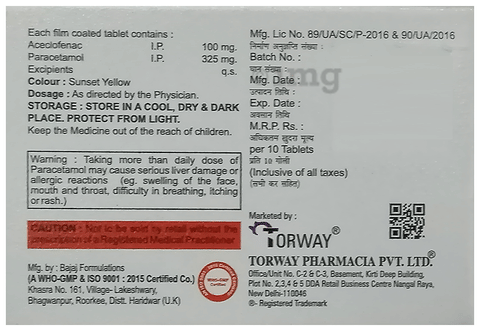 Each film coated tablet contains :
Aceclofenac I.P. 100 mg.
Paracetamol I.P. 325 mg.
Excipients q.s.
Colour : Sunset Yellow
Dosage : As directed by the Physician.
STORAGE : STORE IN A COOL, DRY & DARK
PLACE. PROTECT FROM LIGHT.
Keep the Medicine out of the reach of children.
Warning : Taking more than daily dose of
Paracetamol may cause serious liver damage or
allergic reactions (eg. swelling of the face,
mouth and throat, difficulty in breathing, itching
or rash.)
CAUTION : Not to be sold by retail without the
prescription of a Registered Medical Practitioner
Mfg. by : Bajaj Formulations
(A WHO-GMP & ISO 9001 : 2015 Certified Co.)
Khasra No. 161, Village- Lakeshwary,
Bhagwanpur, Roorkee, Distt. Haridwar (U.K)
WHO-GMP
Mfg. Lic No. 89/UA/SC/P-2016 & 90/UA/2016
निर्माण अनुज्ञप्ति संख्या :
Batch No. :
घान संख्या :
Mfg. Date :
उत्पादन तिथि :
Exp. Date :
अवसान तिथि
M.R.P. Rs :
अधिकतम खुदरा मूल्य
per 10 Tablets
प्रति 10 गोली
(Inclusive of all taxes)
(सभी कर सहित)
mg
Marketed by :
TORWAY®
TORWAY PHARMACIA PVT. LTD.®
Office/Unit No. C-2 & C-3, Basement, Kirti Deep Building,
Plot No. 2,3,4 & 5 DDA Retail Business Centre Nangal Raya,
New Delhi-110046
®- Registered Trademark